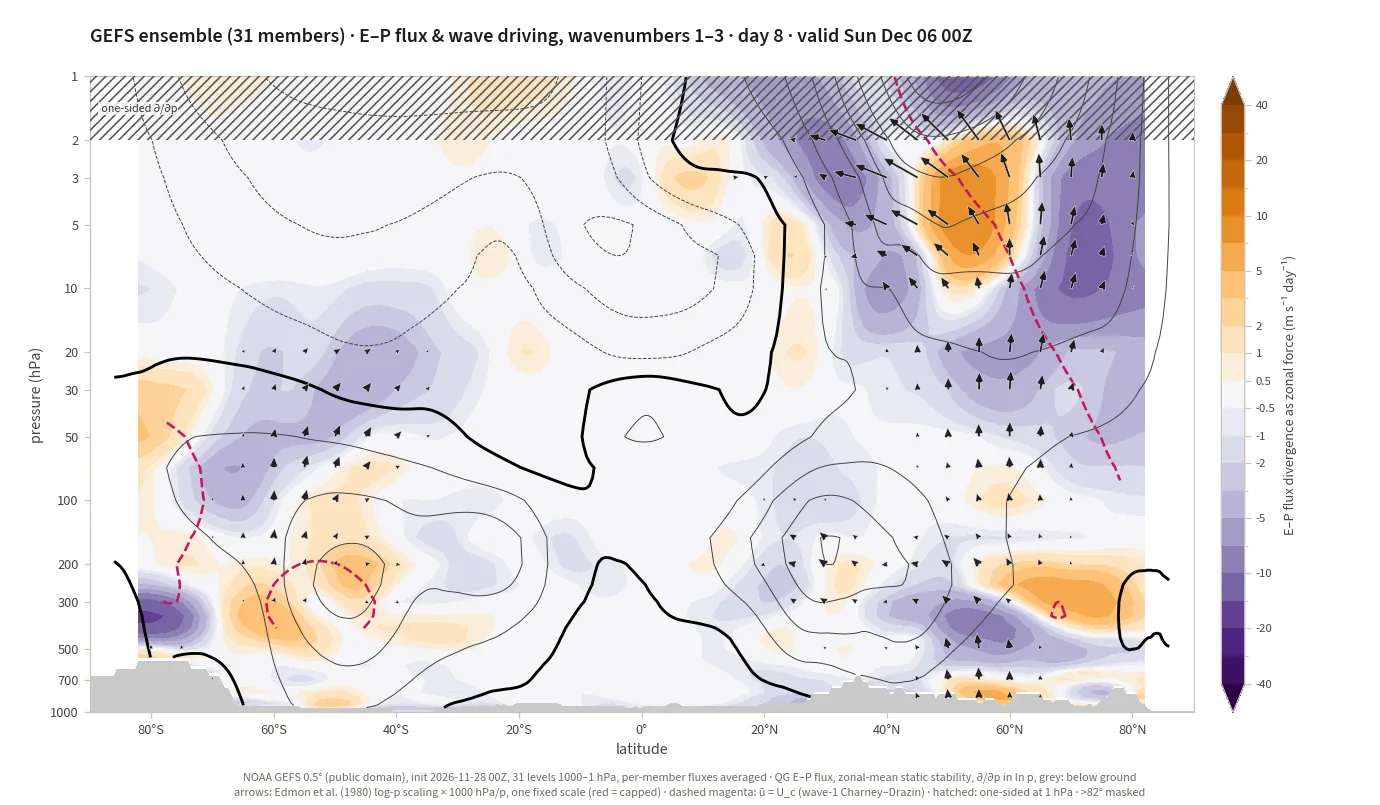 GEFS ensemble (31 members) · E–P flux & wave driving, wavenumbers 1–3 · day 8 · valid Sun Dec 06 00Z
one-sided ∂/∂p
1
2
3
5
10
20
30
50
100
200
300
500
700
1000
pressure (hPa)
80°S
60°S
40°S
20°S
0°
20°N
40°N
60°N
80°N
latitude
40
20
10
5
2
1
0.5
-0.5
-1
-2
-5
-10
-20
-40
E–P flux divergence as zonal force (m s⁻¹ day⁻¹)
NOAA GEFS 0.5° (public domain), init 2026-11-28 00Z, 31 levels 1000–1 hPa, per-member fluxes averaged · QG E–P flux, zonal-mean static stability, ∂/∂p in ln p, grey: below ground
arrows: Edmon et al. (1980) log-p scaling × 1000 hPa/p, one fixed scale (red = capped) · dashed magenta: ū = U_c (wave-1 Charney–Drazin) · hatched: one-sided at 1 hPa · >82° masked